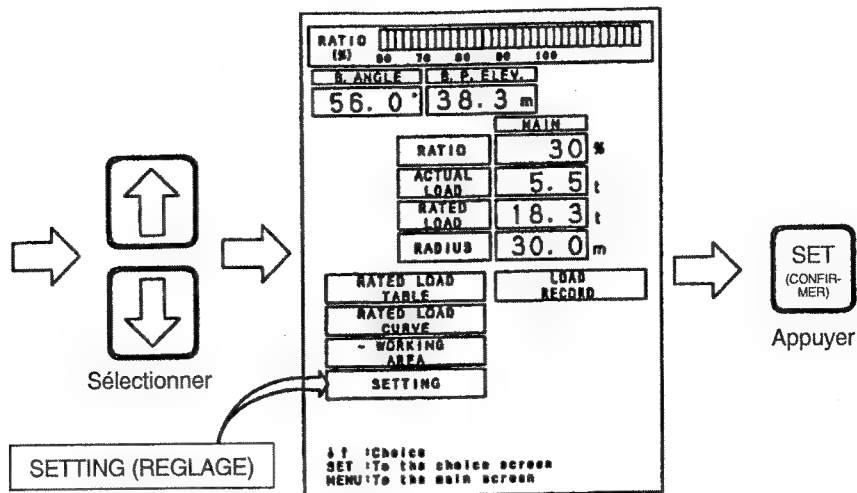 RATIO
(%)
60 70 80 90 100
B. ANGLE B. P. ELEV.
56. 0° 38. 3 m
MAIN
RATIO 30 %
ACTUAL
LOAD 5. 5 t
RATED
LOAD 18. 3 t
RADIUS 30. 0 m
RATED LOAD
TABLE
LOAD
RECORD
RATED LOAD
CURVE
- WORKING
AREA
SETTING
↓↑ :Choice
SET :To the choice screen
MENU:To the main screen
Sélectionner
SETTING (REGLAGE)
SET
(CONFIR-
MER)
Appuyer